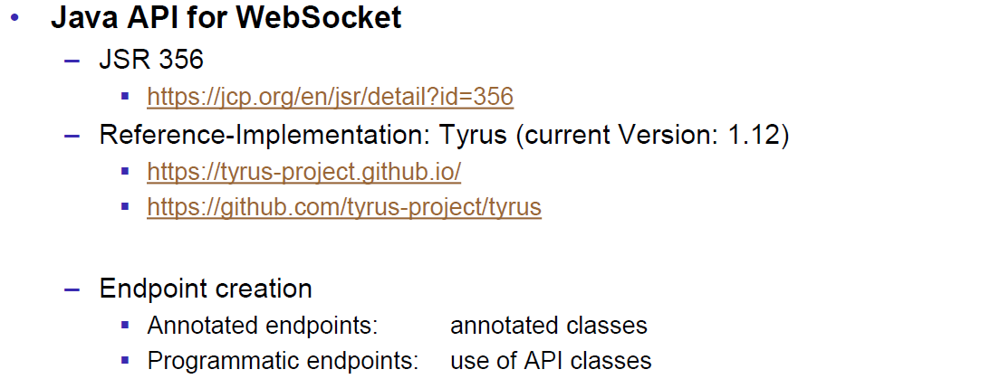 • Java API for WebSocket
– JSR 356
▪ https://jcp.org/en/jsr/detail?id=356
– Reference-Implementation: Tyrus (current Version: 1.12)
▪ https://tyrus-project.github.io/
▪ https://github.com/tyrus-project/tyrus
– Endpoint creation
▪ Annotated endpoints: annotated classes
▪ Programmatic endpoints: use of API classes